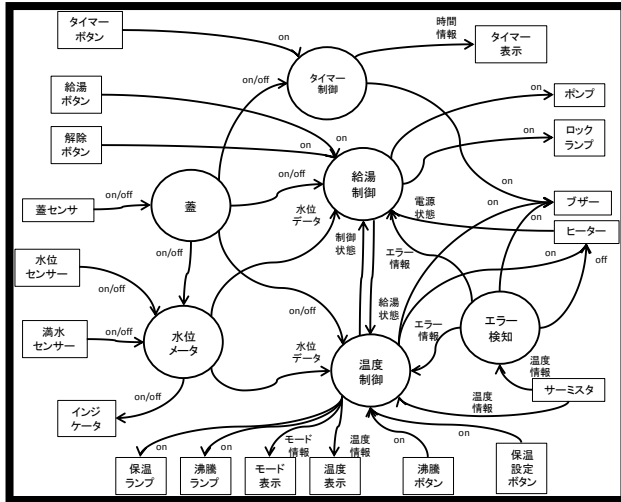 タイマー
ボタン
on
時間
情報
タイマー
表示
給湯
ボタン
on/off
タイマー
制御
on
ポンプ
解除
ボタン
on
on
on
ロック
ランプ
蓋センサ
on/off
蓋
on/off
給湯
制御
on
on
ブザー
水位
データ
電源
状態
on
ヒーター
水位
センサー
on/off
on/off
制御
状態
エラー
情報
on
off
満水
センサー
on/off
水位
メータ
on/off
給湯
状態
エラー
情報
エラー
検知
水位
データ
温度
制御
温度
情報
サーミスタ
インジ
ケータ
on/off
温度
情報
on
on
モード
情報
温度
情報
on
on
保温
ランプ
沸騰
ランプ
モード
表示
温度
表示
沸騰
ボタン
保温
設定
ボタン